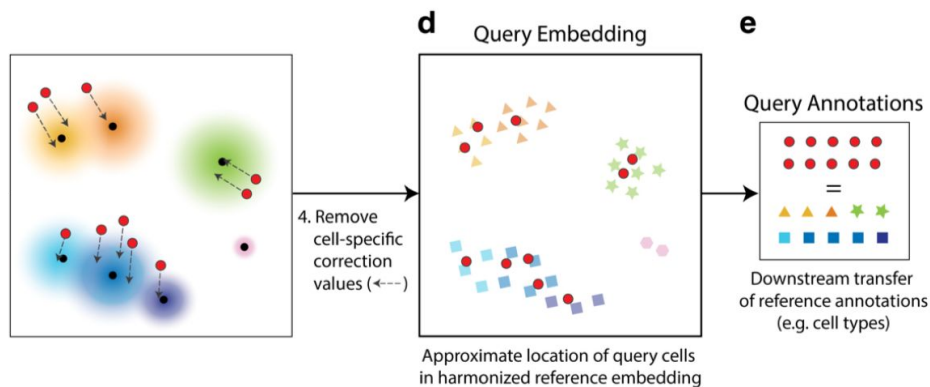 d
Query Embedding
e
Query Annotations
4. Remove
cell-specific
correction
values (<---)
=
Approximate location of query cells
in harmonized reference embedding
Downstream transfer
of reference annotations
(e.g. cell types)